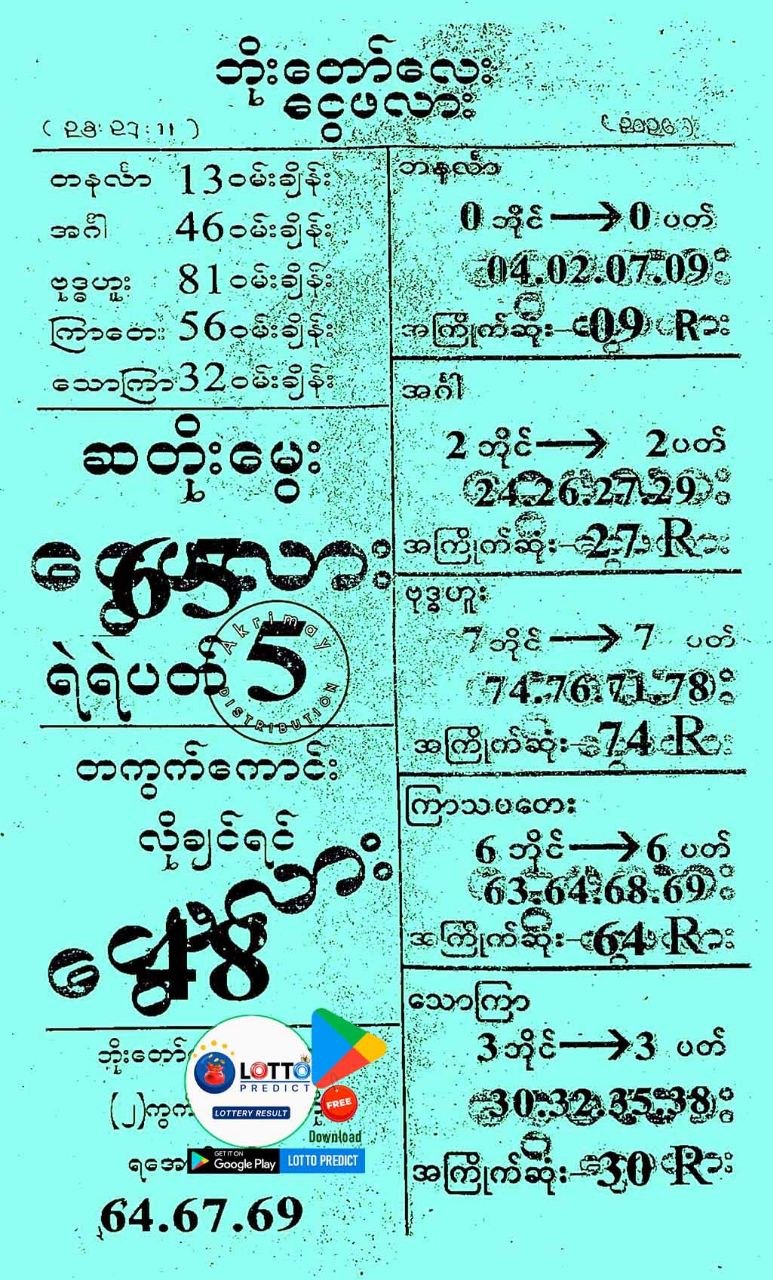 ဘိုးတော်လေး
ငွေဖလား
တနင်္လာ 13 ဝမ်းချိန်း
အင်္ဂါ 46 ဝမ်းချိန်း
ဗုဒ္ဓဟူး 81 ဝမ်းချိန်း
ကြာတေး 56 ဝမ်းချိန်း
သောကြာ 32 ဝမ်းချိန်း
ဆတိုးမွေး
65
ရဲရဲပတ် 5
Akrimay
DISTRIBUTION
တကွက်ကောင်း
လိုချင်ရင်
48
ဘိုးတော်
(၂)ကွက်
LOTTO
PREDICT
LOTTERY RESULT
FREE
Download
GET IT ON
Google Play
LOTTO PREDICT
64.67.69
တနင်္လာ
0 ဘိုင်→0 ပတ်
04.02.07.09
အကြိုက်ဆုံး-09 R
အင်္ဂါ
2 ဘိုင်→ 2 ပတ်
24.26.27.29
အကြိုက်ဆုံး-27 R
ဗုဒ္ဓဟူး
7 ဘိုင်→ 7 ပတ်
74.76.71.78
အကြိုက်ဆုံး-74 R
ကြာသပတေး
6 ဘိုင်→6 ပတ်
63.64.68.69
အကြိုက်ဆုံး-64 R
သောကြာ
3 ဘိုင်→3 ပတ်
30.32.35.38
အကြိုက်ဆုံး-30 R